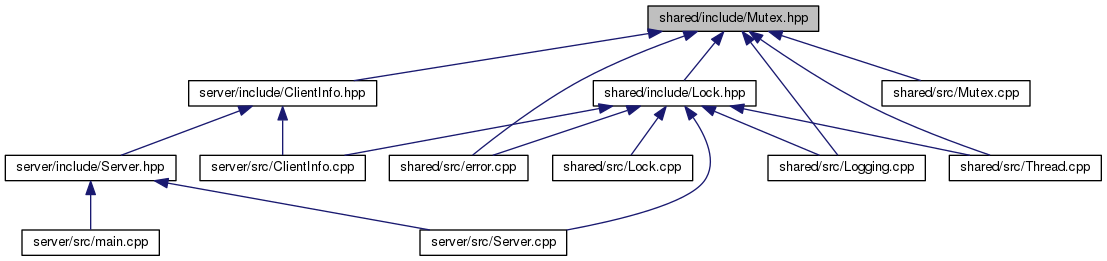 shared/include/Mutex.hpp
server/include/ClientInfo.hpp
shared/include/Lock.hpp
shared/src/Mutex.cpp
server/include/Server.hpp
server/src/ClientInfo.cpp
shared/src/error.cpp
shared/src/Lock.cpp
shared/src/Logging.cpp
shared/src/Thread.cpp
server/src/main.cpp
server/src/Server.cpp